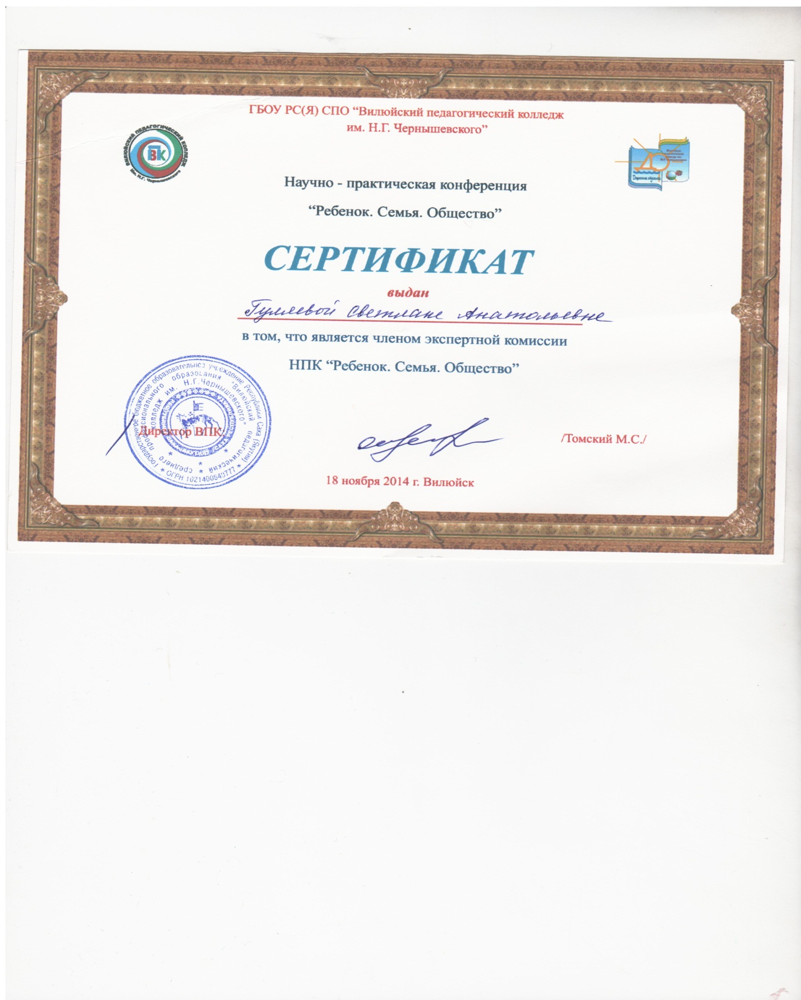 ГБОУ РС(Я) СПО “Вилюйский педагогический колледж
им. Н.Г. Чернышевского”
ВИЛЮЙСКИЙ ПЕДАГОГИЧЕСКИЙ КОЛЛЕДЖ
им. Н.Г. Чернышевского
ВПК
ДО
Научно - практическая конференция
“Ребенок. Семья. Общество”
СЕРТИФИКАТ
выдан
Гуляевой Светлане Анатольевне
в том, что является членом экспертной комиссии
НПК “Ребенок. Семья. Общество”
Государственное бюджетное образовательное учреждение Республики Саха (Якутия)
среднего профессионального образования "Вилюйский педагогический
колледж им. Н.Г.Чернышевского"
Директор ВПК
/Томский М.С./
18 ноября 2014 г. Вилюйск